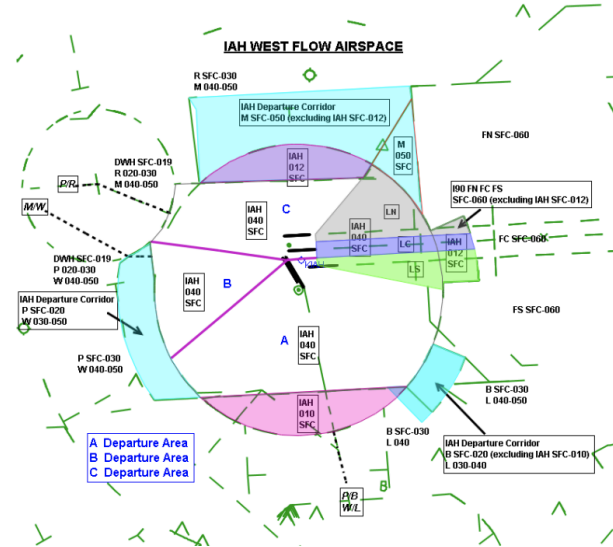 IAH WEST FLOW AIRSPACE
R SFC-030
M 040-050
IAH Departure Corridor
M SFC-050 (excluding IAH SFC-012)
M
050
SFC
FN SFC-060
DWH SFC-019
R 020-030
M 040-050
P/R
IAH
012
SFC
I90 FN FC FS
SFC-060 (excluding IAH SFC-012)
M/W
IAH
040
SFC
C
LN
IAH
040
SFC
LC
IAH
012
SFC
FC SFC-060
LS
DWH SFC-019
P 020-030
W 040-050
IAH
040
SFC
B
IAH Departure Corridor
P SFC-020
W 030-050
FS SFC-060
A
IAH
040
SFC
P SFC-030
W 040-050
B SFC-030
L 040-050
IAH
010
SFC
B SFC-030
L 040
IAH Departure Corridor
B SFC-020 (excluding IAH SFC-010)
L 030-040
A Departure Area
B Departure Area
C Departure Area
P/B
W/L
B